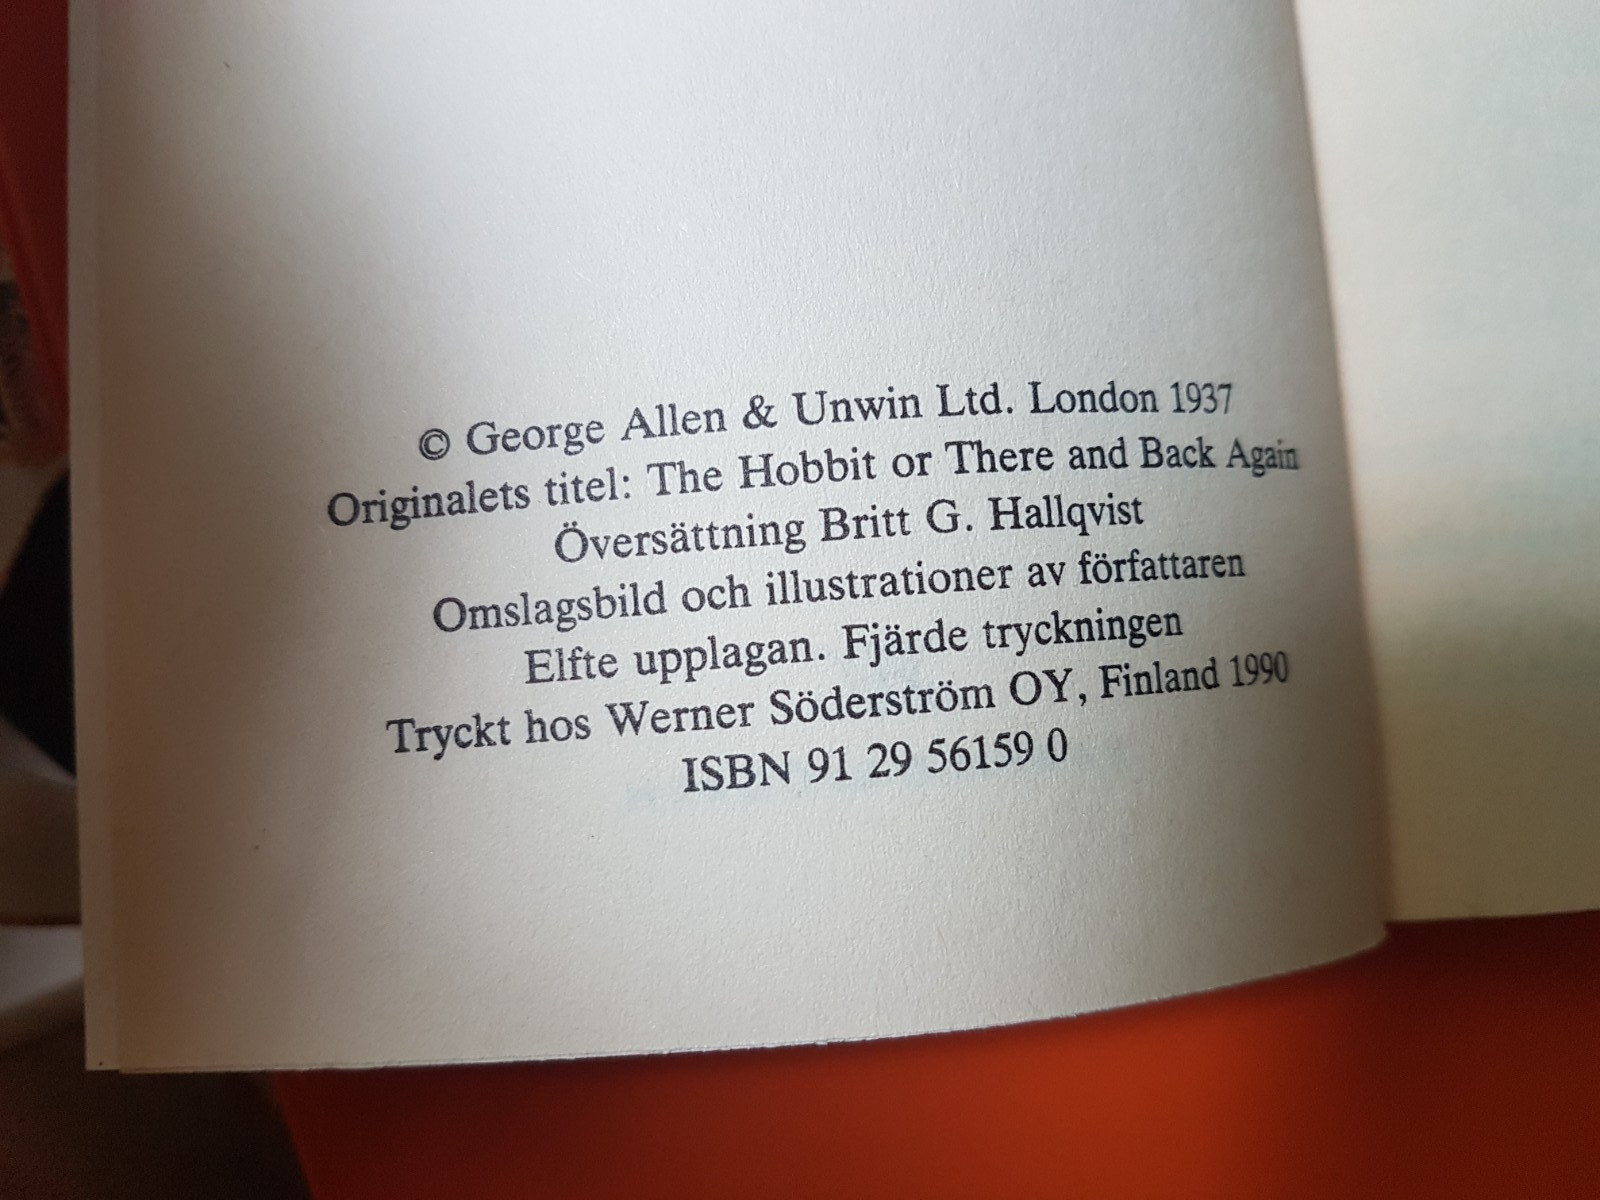 © George Allen & Unwin Ltd. London 1937
Originalets titel: The Hobbit or There and Back Again
Översättning Britt G. Hallqvist
Omslagsbild och illustrationer av författaren
Elfte upplagan. Fjärde tryckningen
Tryckt hos Werner Söderström OY, Finland 1990
ISBN 91 29 56159 0